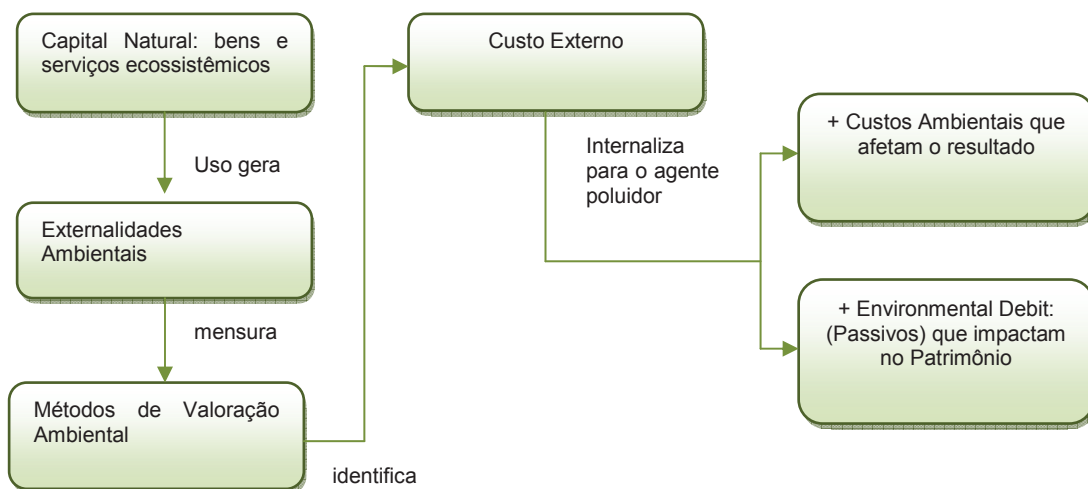 Capital Natural: bens e
serviços ecossistêmicos
Uso gera
Externalidades
Ambientais
mensura
Métodos de Valoração
Ambiental
identifica
Custo Externo
Internaliza
para o agente
poluidor
+ Custos Ambientais que
afetam o resultado
+ Environmental Debit:
(Passivos) que impactam
no Patrimônio